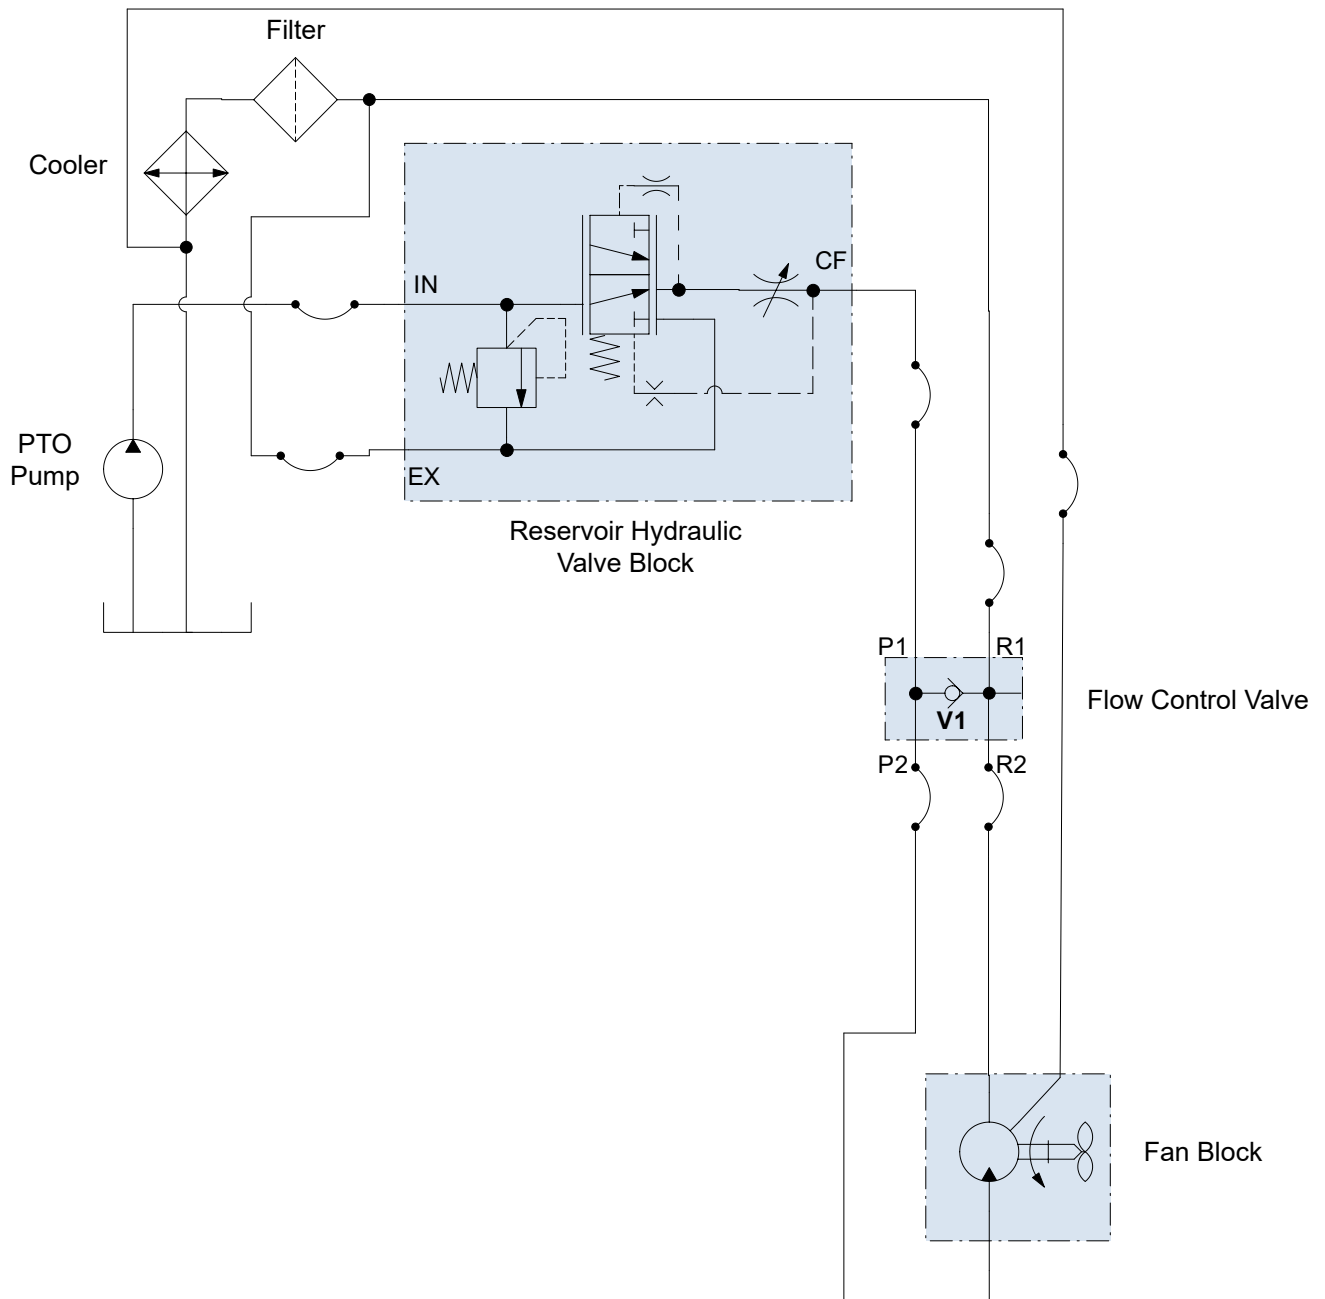 Filter
Cooler
CF
IN
PTO
Pump
EX
Reservoir Hydraulic
Valve Block
P1
R1
Flow Control Valve
V1
P2
R2
Fan Block